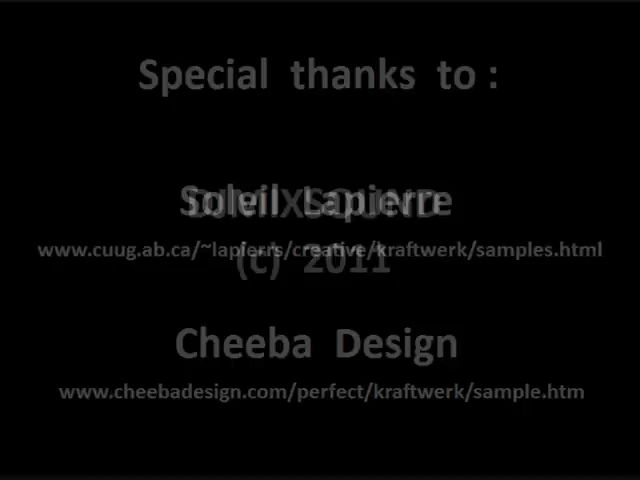 Special thanks to :
Soleil Lapierre
www.cuug.ab.ca/~lapierrs/creative/kraftwerk/samples.html
(c) 2011
Cheeba Design
www.cheebadesign.com/perfect/kraftwerk/sample.htm